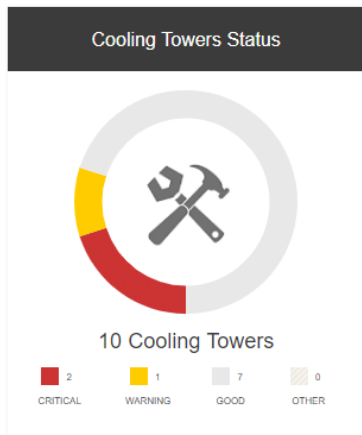 Cooling Towers Status
10 Cooling Towers
2 1 7 0
CRITICAL WARNING GOOD OTHER